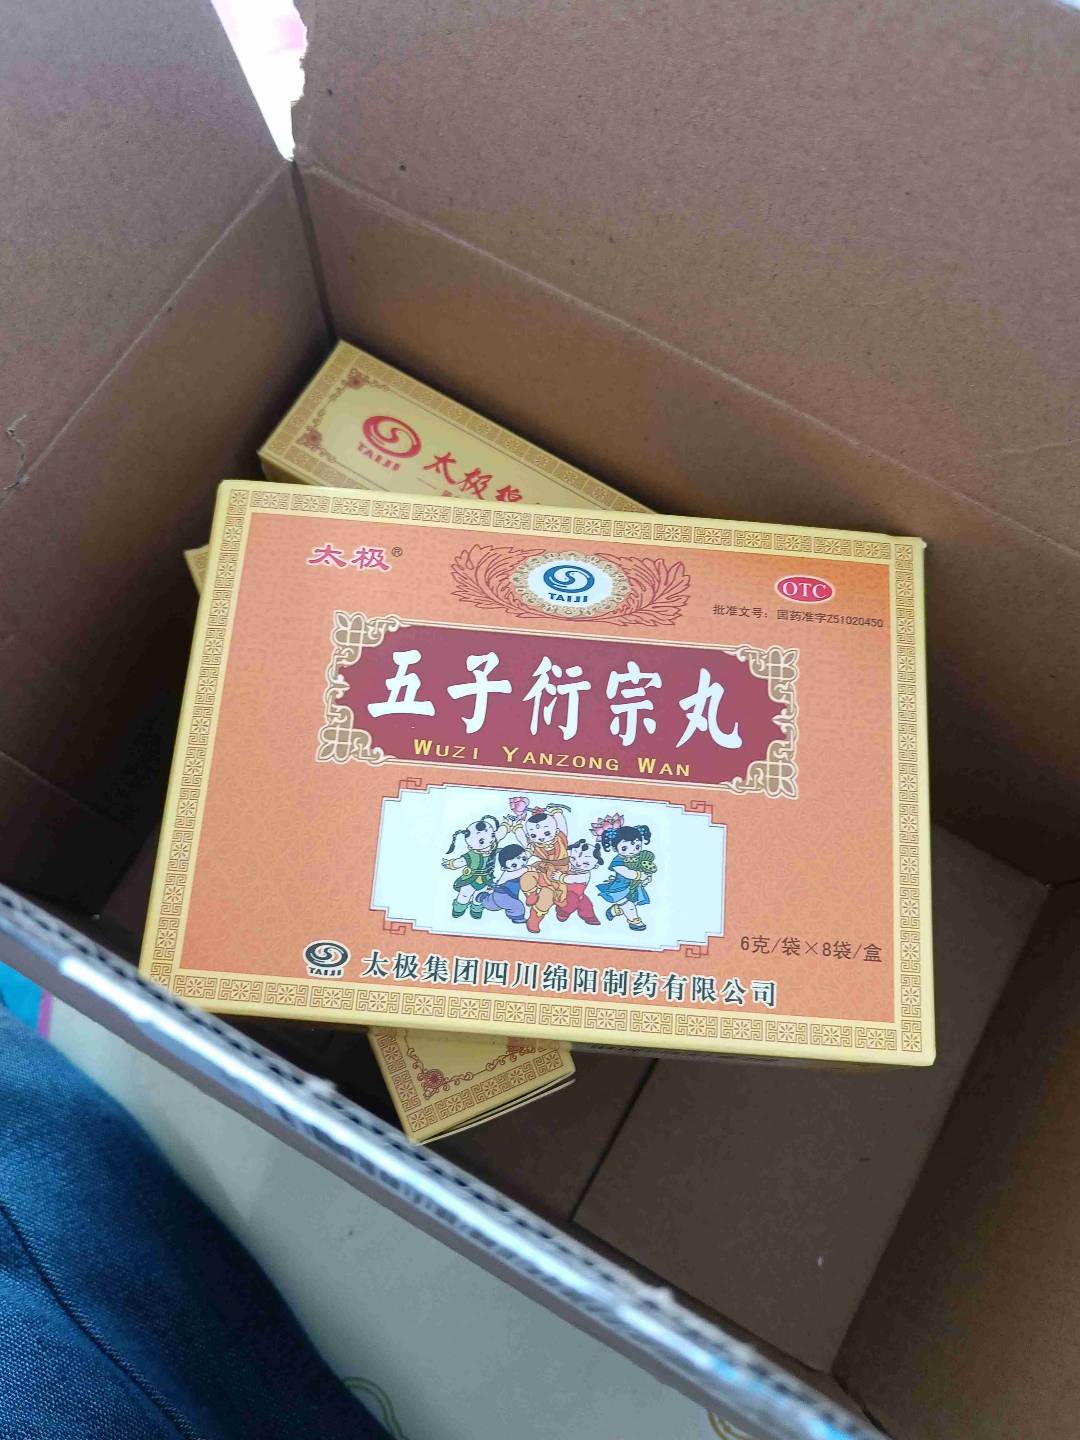 TAIJI
太极绵
太极®
TAIJI
OTC
批准文号：国药准字Z51020450
五子衍宗丸
WUZI YANZONG WAN
6克/袋×8袋/盒
TAIJI 太极集团四川绵阳制药有限公司